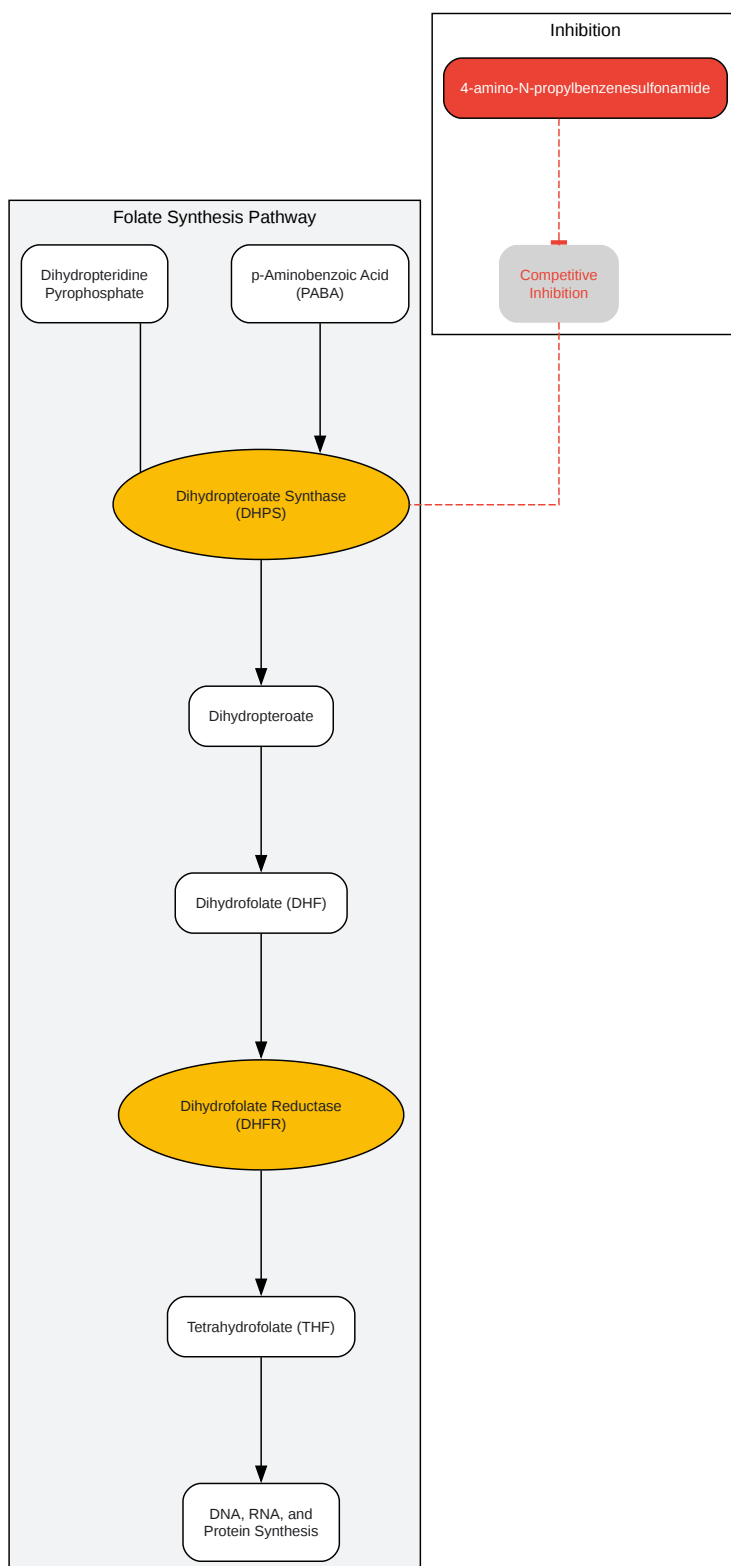 Inhibition
4-amino-N-propylbenzenesulfonamide
Folate Synthesis Pathway
Dihydropteridine
Pyrophosphate
p-Aminobenzoic Acid
(PABA)
Competitive
Inhibition
Dihydropteroate Synthase
(DHPS)
Dihydropteroate
Dihydrofolate (DHF)
Dihydrofolate Reductase
(DHFR)
Tetrahydrofolate (THF)
DNA, RNA, and
Protein Synthesis